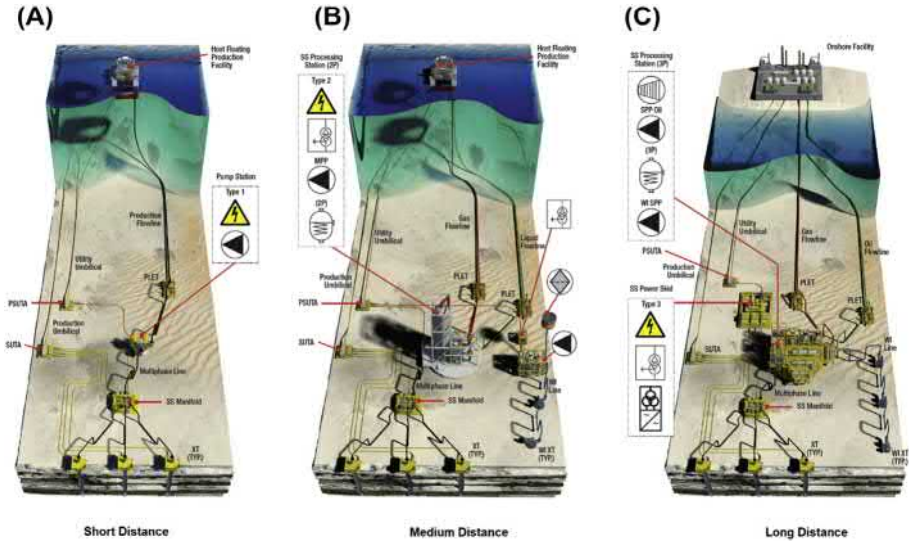 (A)
Host Floating
Production
Facility
Pump Station
Type 1
Production
Flowline
Utility
Umbilical
PLET
PSUTA
Production
Umbilical
SUTA
Multiphase Line
SS Manifold
XT
(TYP.)
Short Distance
(B)
SS Processing
Station (2P)
Type 2
MPP
(2P)
Host Floating
Production
Facility
Utility
Umbilical
Gas
Flowline
Liquid
Flowline
PLET
PLET
Production Umbilical
PSUTA
SUTA
Multiphase Line
WI
Line
SS Manifold
XT
(TYP.)
WI XT
(TYP.)
Medium Distance
(C)
SS Processing
Station (3P)
SPP Oil
(3P)
WI SPP
Onshore Facility
Utility
Umbilical
Gas
Flowline
Oil
Flowline
PSUTA
Production Umbilical
PLET
PLET
SS Power Skid
Type 3
SUTA
WI
Line
Multiphase Line
SS Manifold
XT
(TYP.)
WI XT
(TYP.)
Long Distance